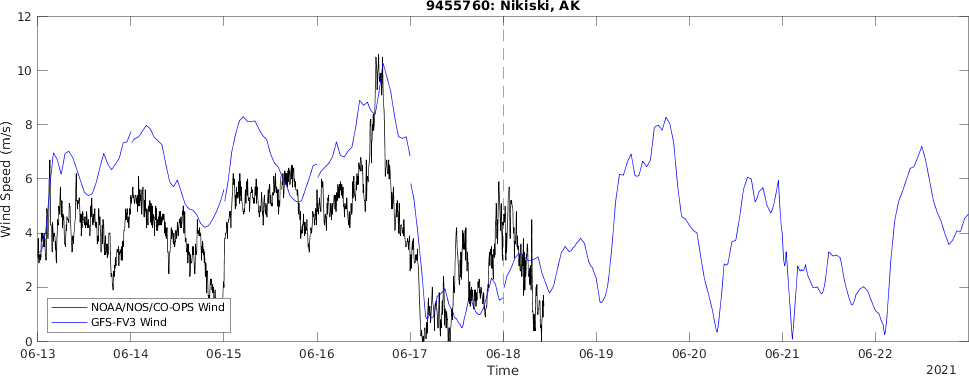 9455760: Nikiski, AK
Wind Speed (m/s)
12
10
8
6
4
2
0
NOAA/NOS/CO-OPS Wind
GFS-FV3 Wind
06-13 06-14 06-15 06-16 06-17 06-18 06-19 06-20 06-21 06-22
Time
2021